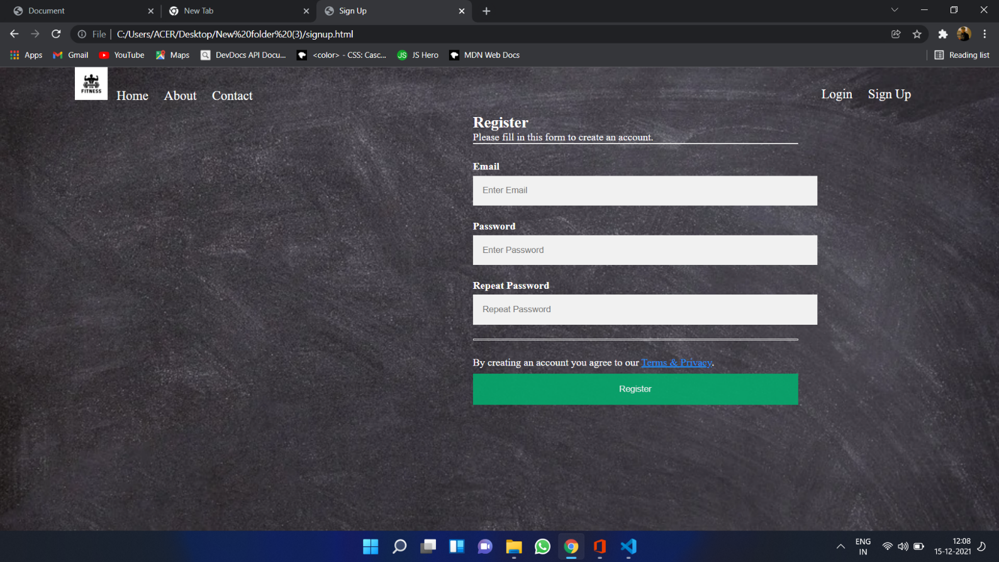 Document
New Tab
Sign Up
File C:/Users/ACER/Desktop/New%20folder%20(3)/signup.html
Apps Gmail YouTube Maps DevDocs API Docu... <color> - CSS: Casc... JS JS Hero MDN Web Docs Reading list
FITNESS
Home About Contact Login Sign Up
Register
Please fill in this form to create an account.
Email
Enter Email
Password
Enter Password
Repeat Password
Repeat Password
By creating an account you agree to our Terms & Privacy.
Register
ENG
IN
12:08
15-12-2021